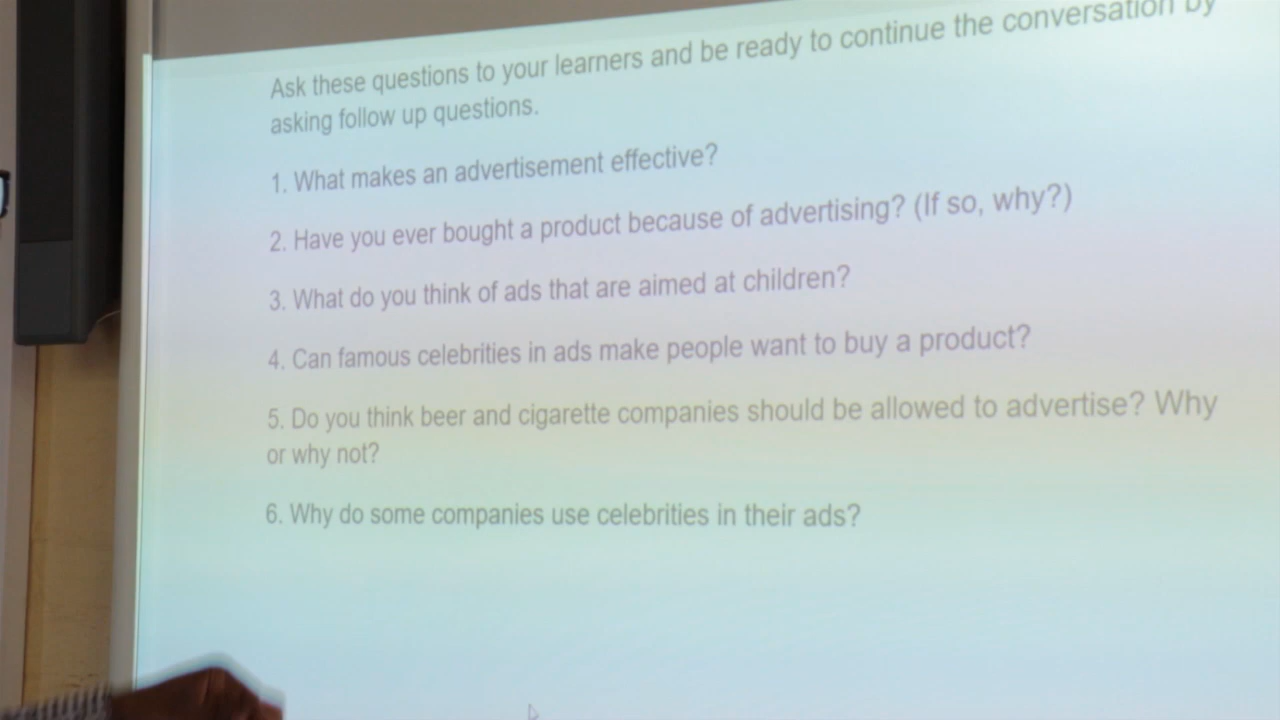 Ask these questions to your learners and be ready to continue the conversation by
asking follow up questions.
1. What makes an advertisement effective?
2. Have you ever bought a product because of advertising? (If so, why?)
3. What do you think of ads that are aimed at children?
4. Can famous celebrities in ads make people want to buy a product?
5. Do you think beer and cigarette companies should be allowed to advertise? Why
or why not?
6. Why do some companies use celebrities in their ads?